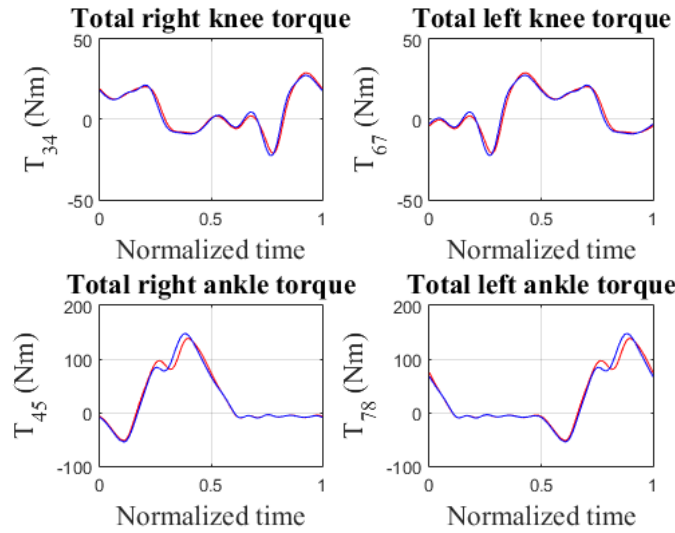 Total right knee torque
Total left knee torque
50
0
-50
T34 (Nm)
0
0.5
1
Normalized time
50
0
-50
T67 (Nm)
0
0.5
1
Normalized time
Total right ankle torque
Total left ankle torque
200
100
0
-100
T45 (Nm)
0
0.5
1
Normalized time
200
100
0
-100
T78 (Nm)
0
0.5
1
Normalized time